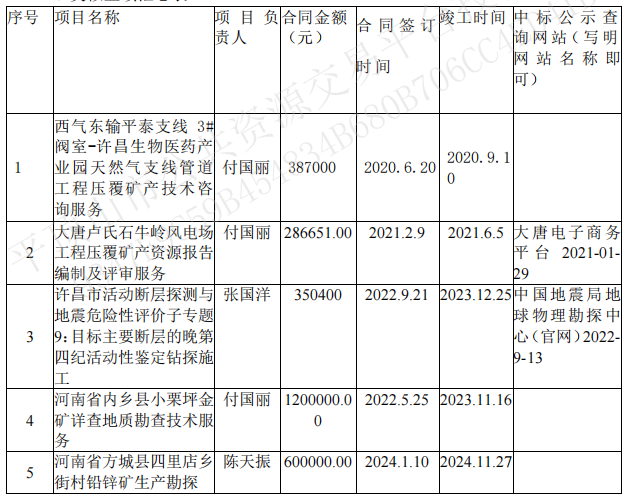 序号 项目名称 项目负责人 合同金额（元） 合同签订时间 竣工时间 中标公示查询网站（写明网站名称即可）
1 西气东输平泰支线 3#阀室-许昌生物医药产业园天然气支线管道工程压覆矿产技术咨询服务 付国丽 387000 2020.6.20 2020.9.10
2 大唐卢氏石牛岭风电场工程压覆矿产资源报告编制及评审服务 付国丽 286651.00 2021.2.9 2021.6.5 大唐电子商务平台 2021-01-29
3 许昌市活动断层探测与地震危险性评价子专题9：目标主要断层的晚第四纪活动性鉴定钻探施工 张国洋 350400 2022.9.21 2023.12.25 中国地震局地球物理勘探中心（官网）2022-9-13
4 河南省内乡县小栗坪金矿详查地质勘查技术服务 付国丽 1200000.00 2022.5.25 2023.11.16
5 河南省方城县四里店乡街村铅锌矿生产勘探 陈天振 600000.00 2024.1.10 2024.11.27